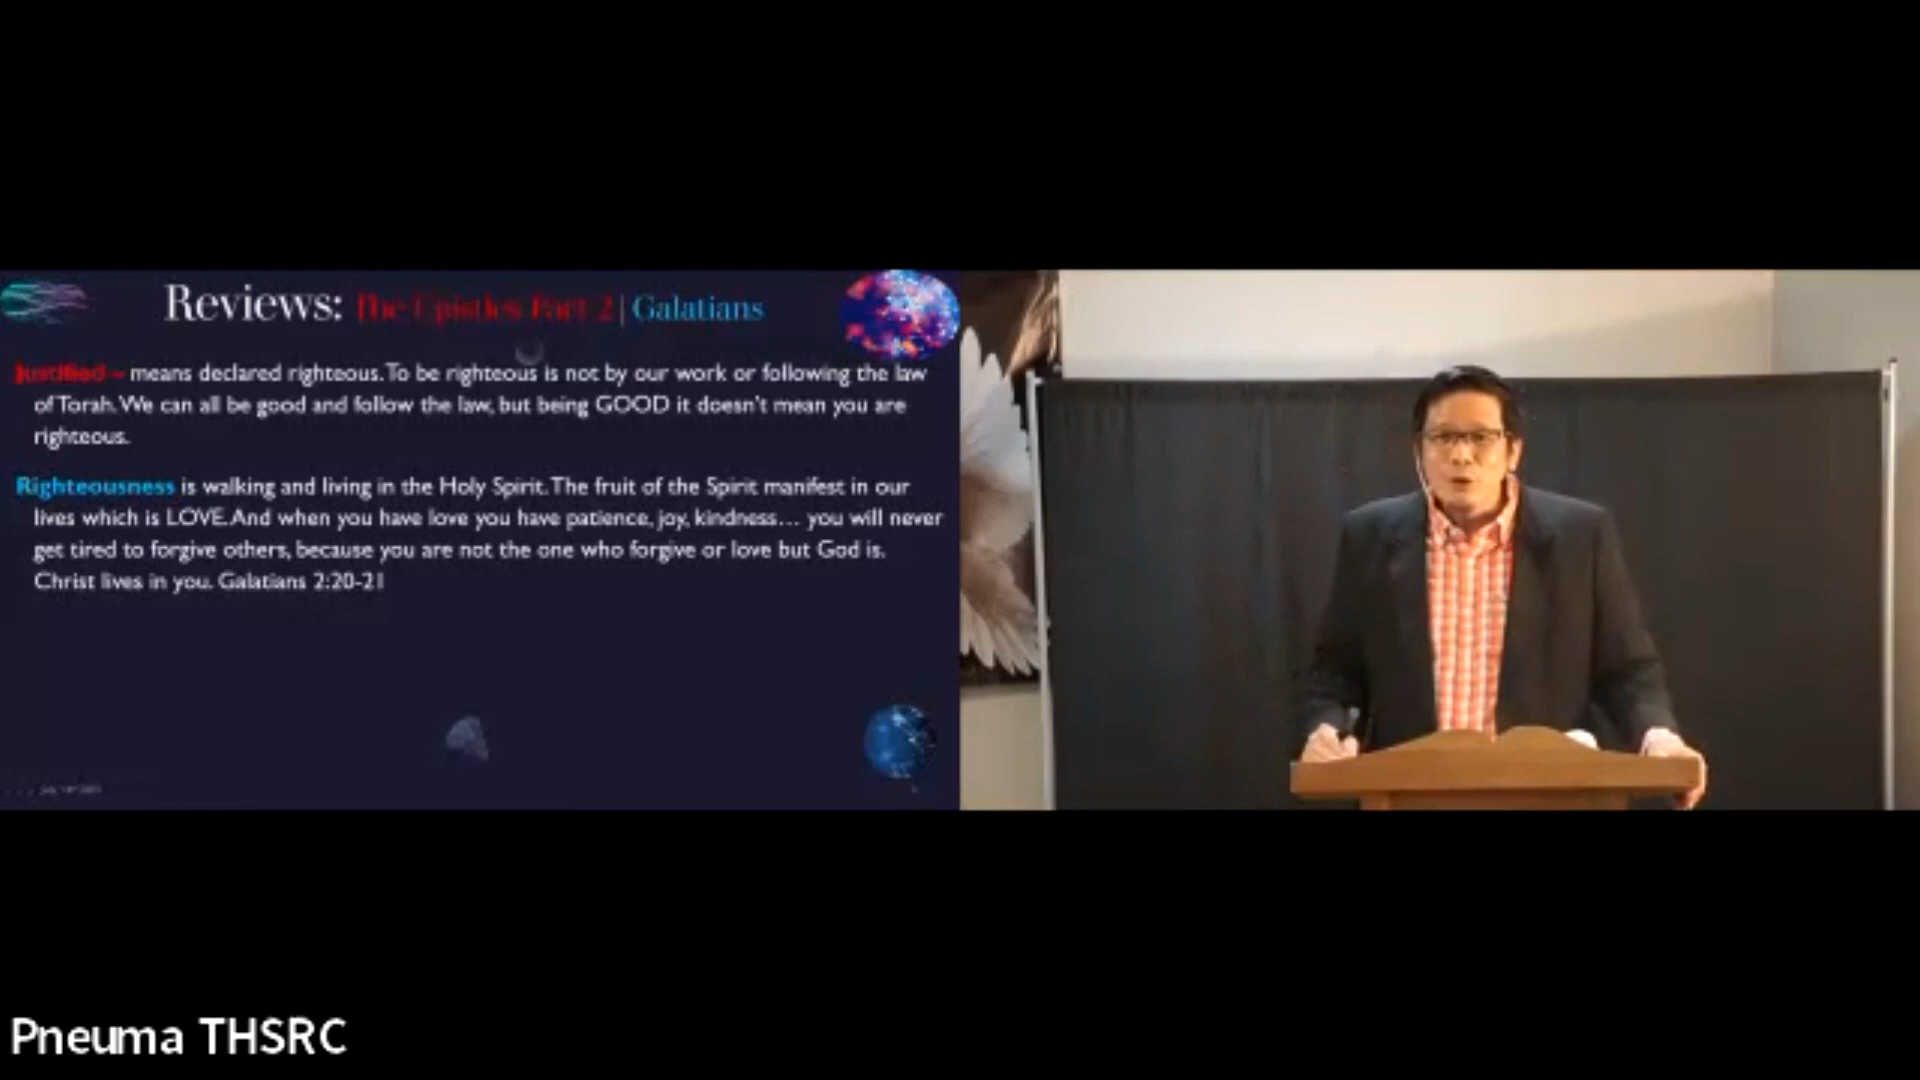 Reviews: The Epistles Part 2 | Galatians
Justified – means declared righteous. To be righteous is not by our work or following the law
of Torah. We can all be good and follow the law, but being GOOD it doesn't mean you are
righteous.
Righteousness is walking and living in the Holy Spirit. The fruit of the Spirit manifest in our
lives which is LOVE. And when you have love you have patience, joy, kindness... you will never
get tired to forgive others, because you are not the one who forgive or love but God is.
Christ lives in you. Galatians 2:20-21
Pneuma THSRC